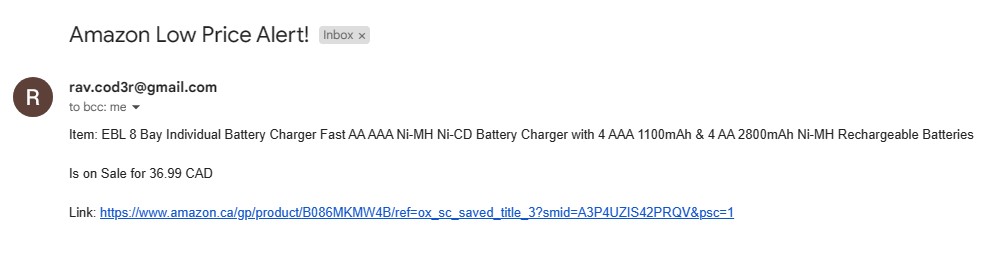 Amazon Low Price Alert! Inbox ×
R
rav.cod3r@gmail.com
to bcc: me
Item: EBL 8 Bay Individual Battery Charger Fast AA AAA Ni-MH Ni-CD Battery Charger with 4 AAA 1100mAh & 4 AA 2800mAh Ni-MH Rechargeable Batteries
Is on Sale for 36.99 CAD
Link: https://www.amazon.ca/gp/product/B086MKMW4B/ref=ox_sc_saved_title_3?smid=A3P4UZIS42PRQV&psc=1